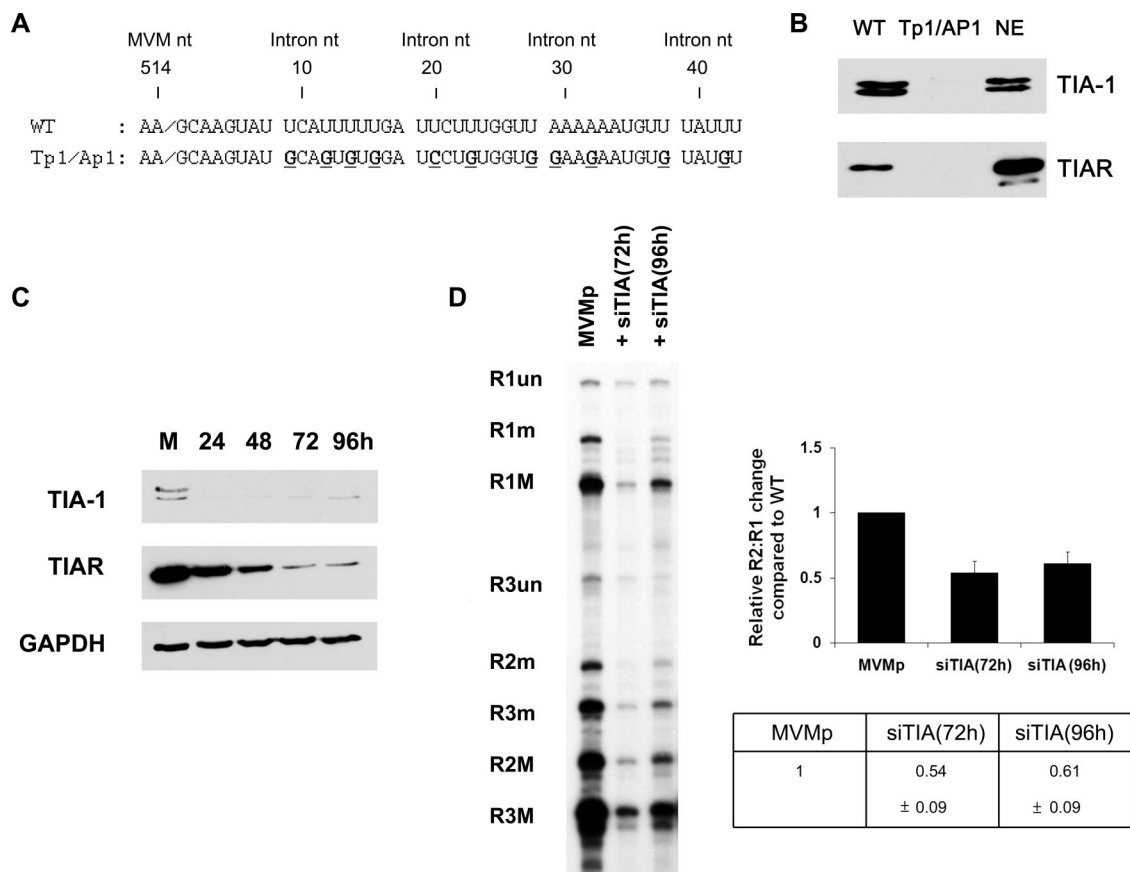 A
MVM nt Intron nt Intron nt Intron nt Intron nt
514 10 20 30 40
WT : AA/GCAAGUAU UCAUUUUUGA UUCUUUGGUU AAAAAAUGUU UAUUU
Tp1/Ap1: AA/GCAAGUAU GCAGUGUGGA UCCUGUGGUG GAAGAAUGUG UAUGU
B
WT Tp1/AP1 NE
TIA-1
TIAR
C
M 24 48 72 96h
TIA-1
TIAR
GAPDH
D
MVMp
+ siTIA(72h)
+ siTIA(96h)
R1un
R1m
R1M
R3un
R2m
R3m
R2M
R3M
Relative R2:R1 change
compared to WT
1.5
1
0.5
0
MVMp siTIA(72h) siTIA (96h)
MVMp siTIA(72h) siTIA(96h)
1 0.54 0.61
± 0.09 ± 0.09